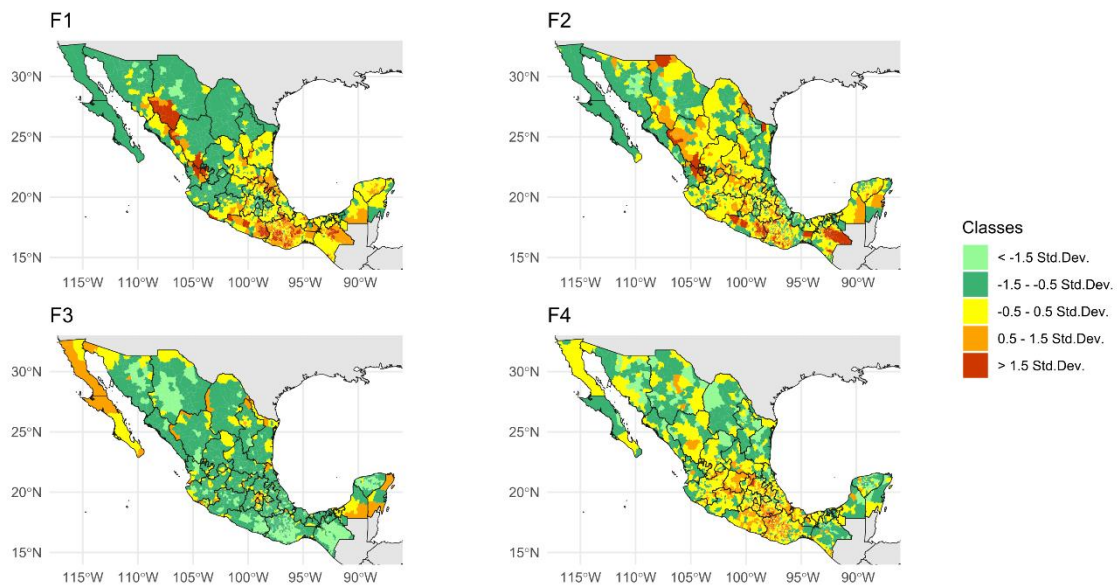 F1
F2
30°N
25°N
20°N
15°N
115°W 110°W 105°W 100°W 95°W 90°W
30°N
25°N
20°N
15°N
115°W 110°W 105°W 100°W 95°W 90°W
Classes
< -1.5 Std.Dev.
-1.5 - -0.5 Std.Dev.
-0.5 - 0.5 Std.Dev.
0.5 - 1.5 Std.Dev.
> 1.5 Std.Dev.
F3
F4
30°N
25°N
20°N
15°N
115°W 110°W 105°W 100°W 95°W 90°W
30°N
25°N
20°N
15°N
115°W 110°W 105°W 100°W 95°W 90°W